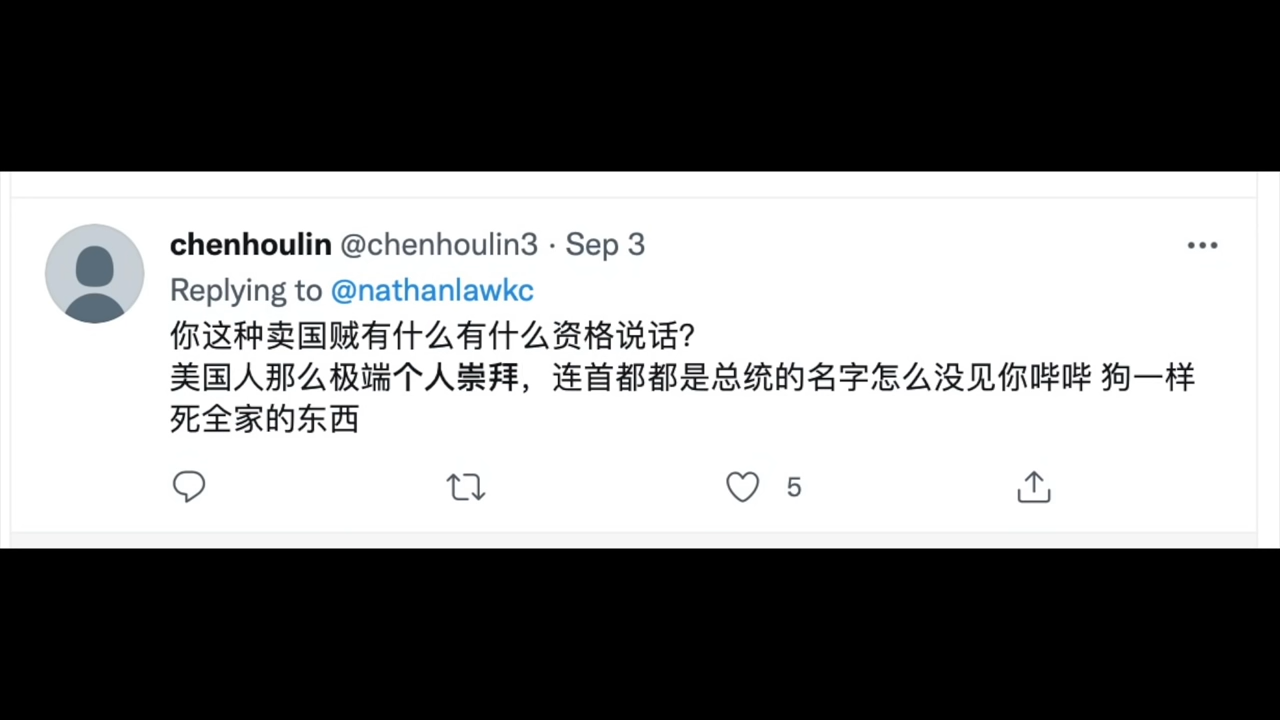 chenhoulin @chenhoulin3 · Sep 3
Replying to @nathanlawkc
你这种卖国贼有什么有什么资格说话?
美国人那么极端个人崇拜，连首都都是总统的名字怎么没见你哔哔 狗一样
死全家的东西
5